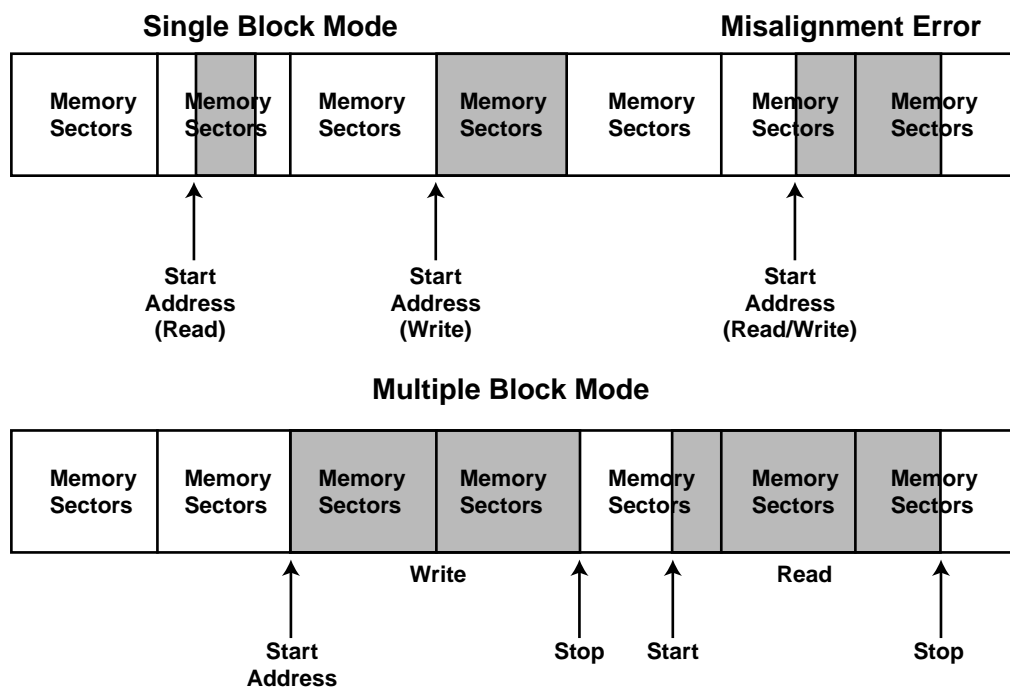 Single Block Mode
Misalignment Error
Memory Sectors
Memory Sectors
Memory Sectors
Memory Sectors
Memory Sectors
Memory Sectors
Memory Sectors
Start
Address
(Read)
Start
Address
(Write)
Start
Address
(Read/Write)
Multiple Block Mode
Memory Sectors
Memory Sectors
Memory Sectors
Memory Sectors
Memory Sectors
Memory Sectors
Memory Sectors
Write
Read
Start
Address
Stop
Start
Stop